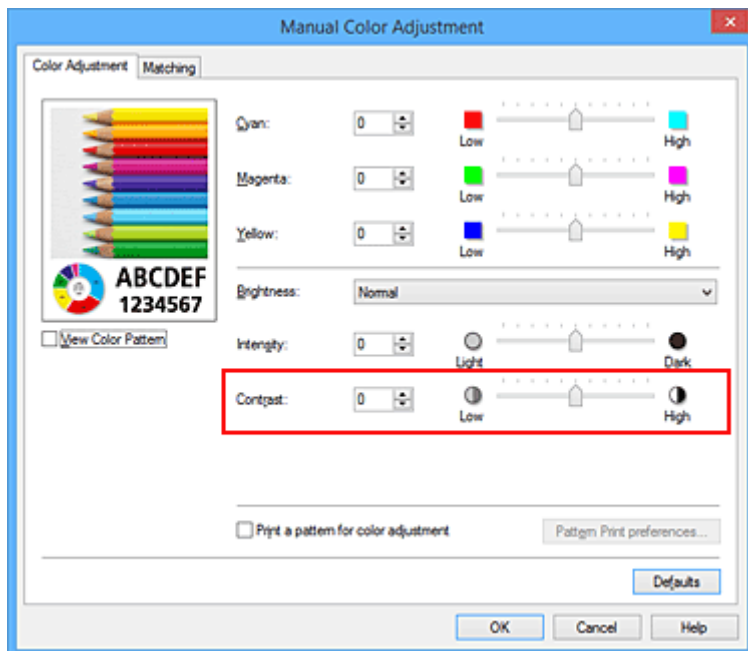 Manual Color Adjustment
Color Adjustment
Matching
Cyan: 0
Low High
Magenta: 0
Low High
Yellow: 0
Low High
ABCDEF
1234567
View Color Pattern
Brightness: Normal
Intensity: 0
Light Dark
Contrast: 0
Low High
Print a pattern for color adjustment
Pattern Print preferences...
Defaults
OK Cancel Help